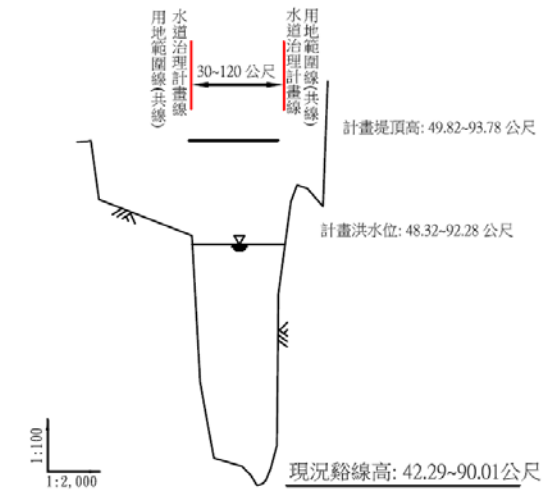 用地範圍線(共線)
水道治理計畫線
水道治理計畫線
用地範圍線(共線)
30~120 公尺
計畫堤頂高: 49.82~93.78 公尺
計畫洪水位: 48.32~92.28 公尺
現況谿線高: 42.29~90.01公尺
1:100
1:2,000